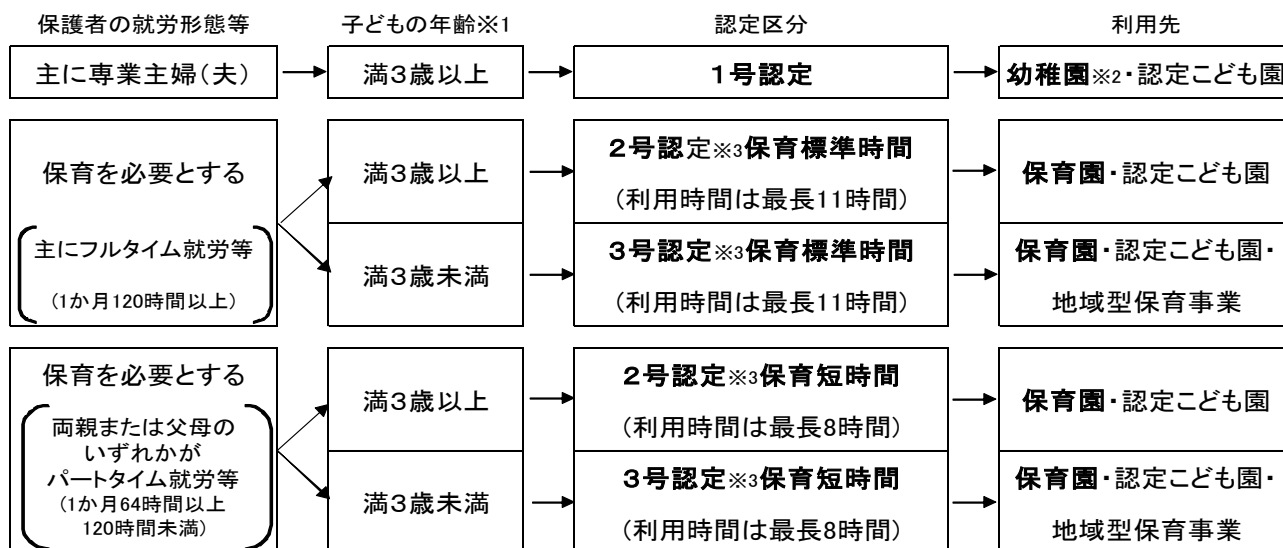 保護者の就労形態等
子どもの年齢※1
認定区分
利用先
主に専業主婦(夫)
満3歳以上
1号認定
幼稚園※2・認定こども園
保育を必要とする
主にフルタイム就労等
(1か月120時間以上)
満3歳以上
2号認定※3保育標準時間
(利用時間は最長11時間)
保育園・認定こども園
満3歳未満
3号認定※3保育標準時間
(利用時間は最長11時間)
保育園・認定こども園・
地域型保育事業
保育を必要とする
両親または父母の
いずれかが
パートタイム就労等
(1か月64時間以上
120時間未満)
満3歳以上
2号認定※3保育短時間
(利用時間は最長8時間)
保育園・認定こども園
満3歳未満
3号認定※3保育短時間
(利用時間は最長8時間)
保育園・認定こども園・
地域型保育事業